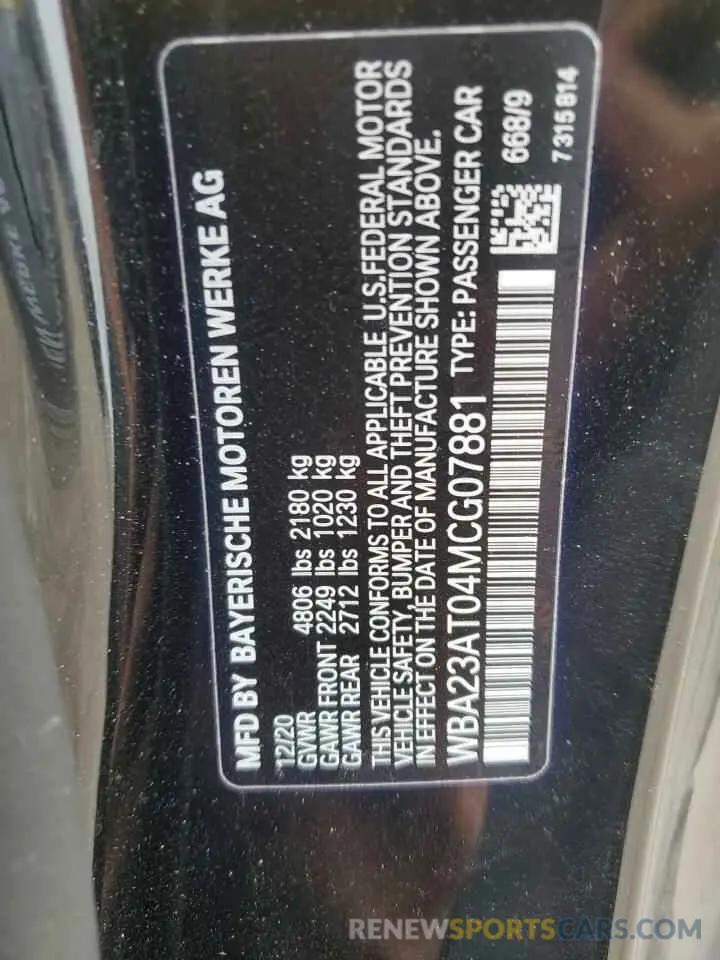 MFD BY BAYERISCHE MOTOREN WERKE AG
12/20
GVWR 4806 lbs 2180 kg
GAWR FRONT 2249 lbs 1020 kg
GAWR REAR 2712 lbs 1230 kg
THIS VEHICLE CONFORMS TO ALL APPLICABLE U.S.FEDERAL MOTOR
VEHICLE SAFETY, BUMPER AND THEFT PREVENTION STANDARDS
IN EFFECT ON THE DATE OF MANUFACTURE SHOWN ABOVE.
WBA23AT04MCG07881 TYPE: PASSENGER CAR
668/9
7315814
RENEWSPORTSCARS.COM